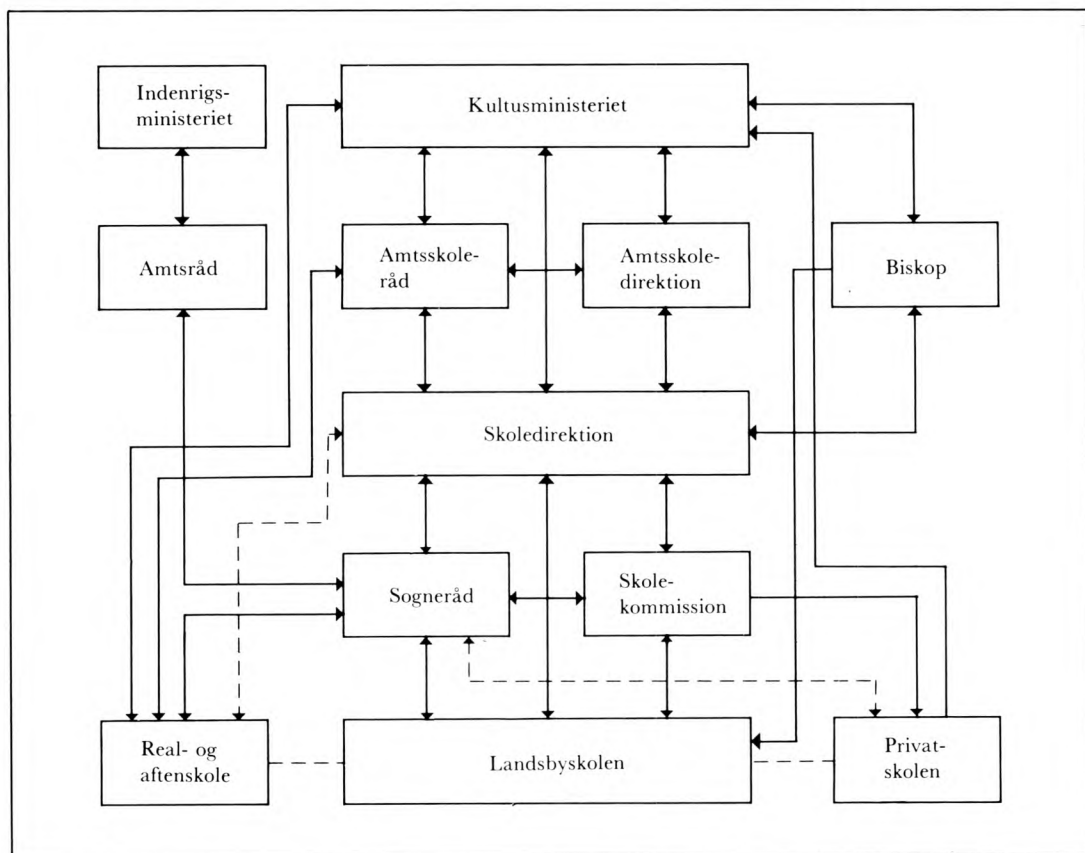 Indenrigs-
ministeriet
Kultusministeriet
Amtsråd
Amtsskole-
råd
Amtsskole-
direktion
Biskop
Skoledirektion
Sogneråd
Skole-
kommission
Real- og
aftenskole
Landsbyskolen
Privat-
skolen